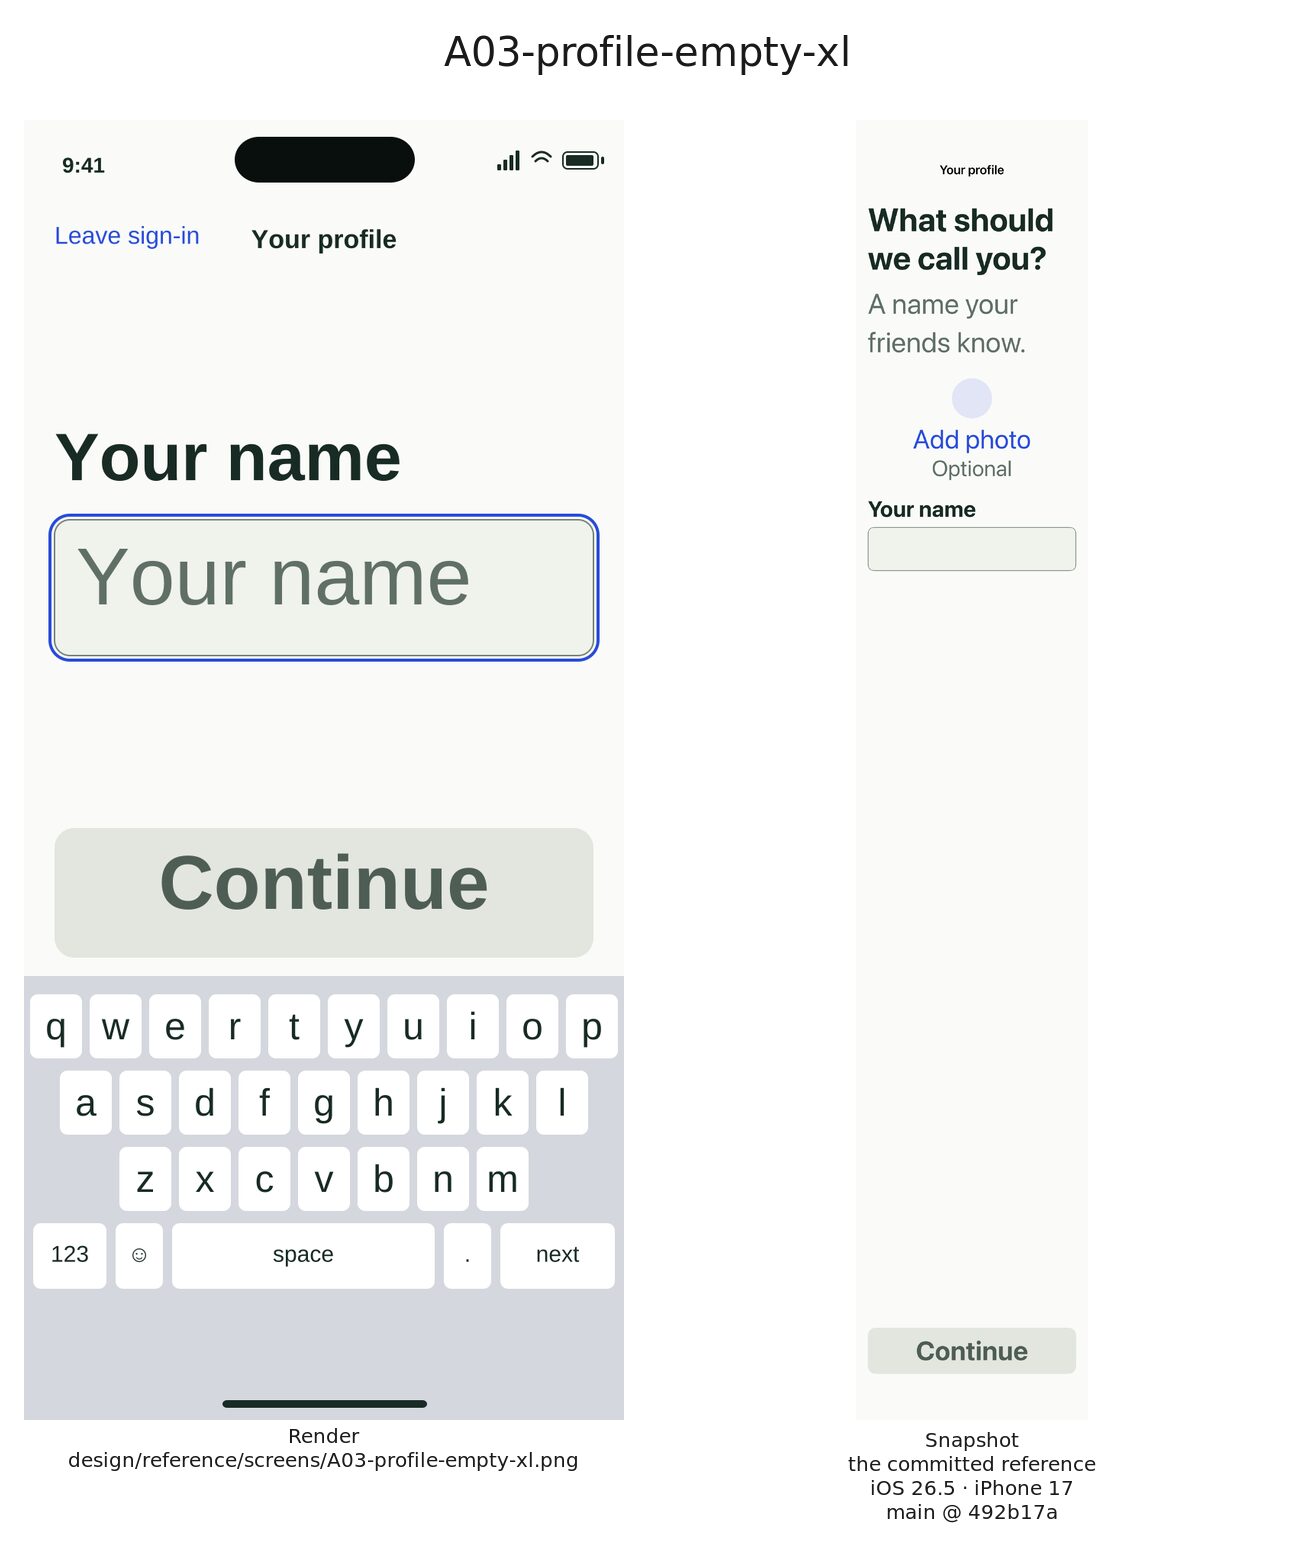 A03-profile-empty-xl
9:41
Leave sign-in
Your profile
Your name
Your name
Continue
q w e r t y u i o p
a s d f g h j k l
z x c v b n m
123 ☺ space . next
Render
design/reference/screens/A03-profile-empty-xl.png
Your profile
What should
we call you?
A name your
friends know.
Add photo
Optional
Your name
Continue
Snapshot
the committed reference
iOS 26.5 · iPhone 17
main @ 492b17a